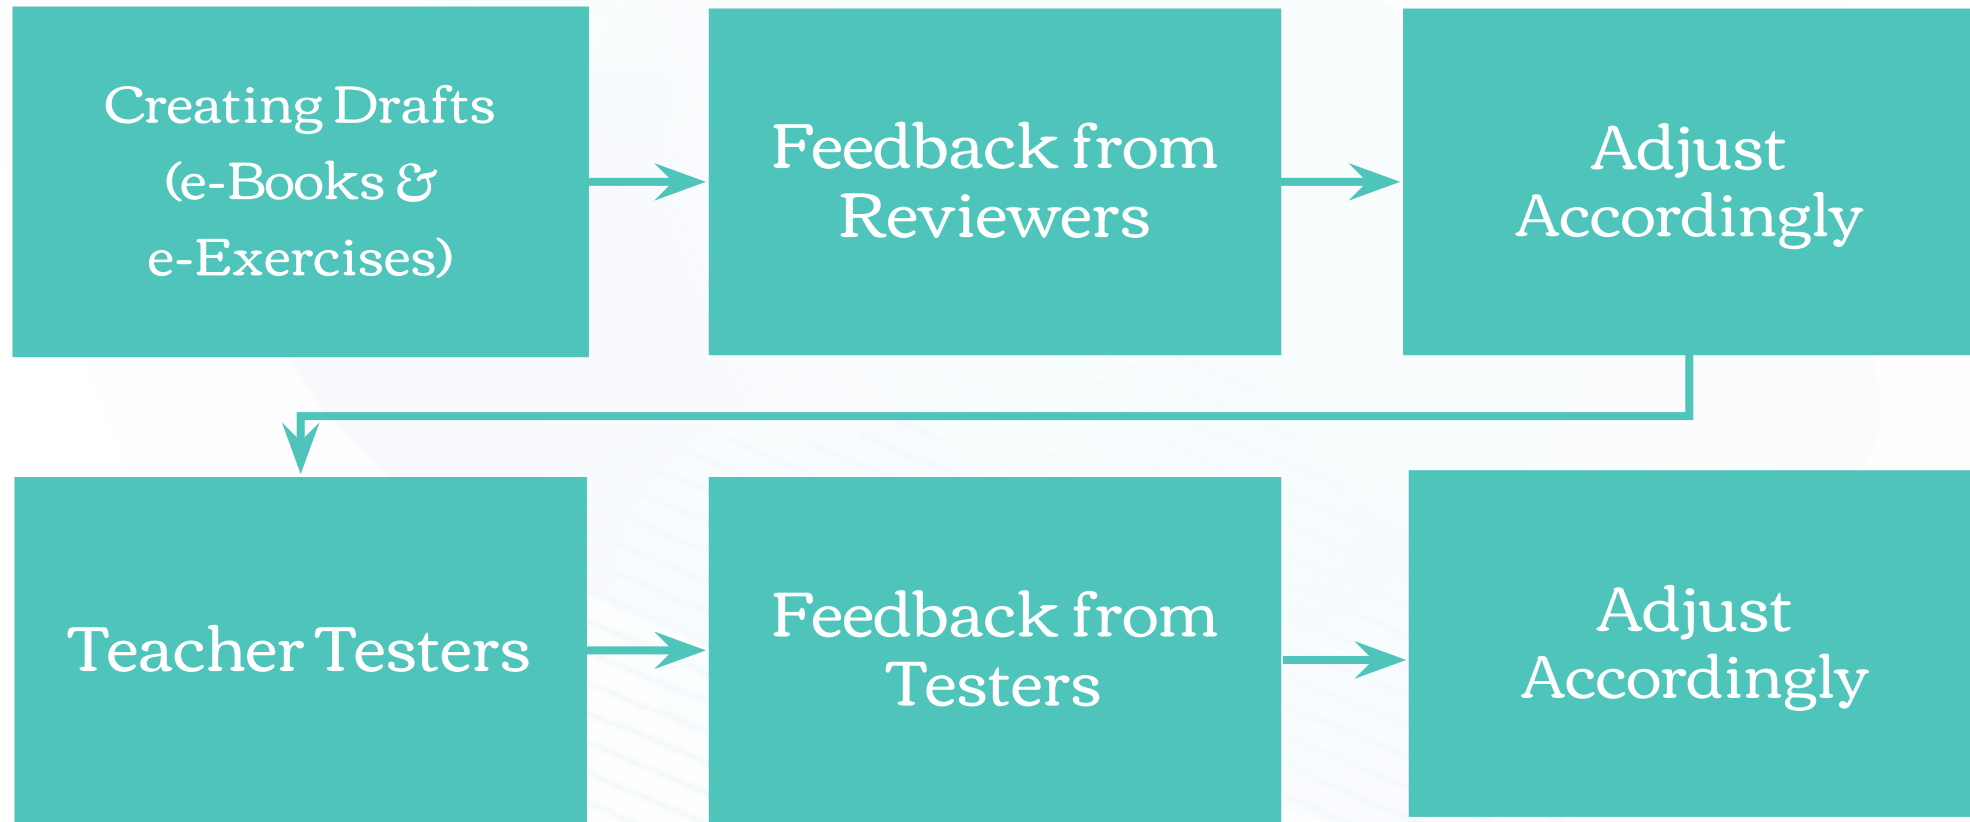 Creating Drafts
(e-Books &
e-Exercises)
Feedback from
Reviewers
Adjust
Accordingly
Teacher Testers
Feedback from
Testers
Adjust
Accordingly